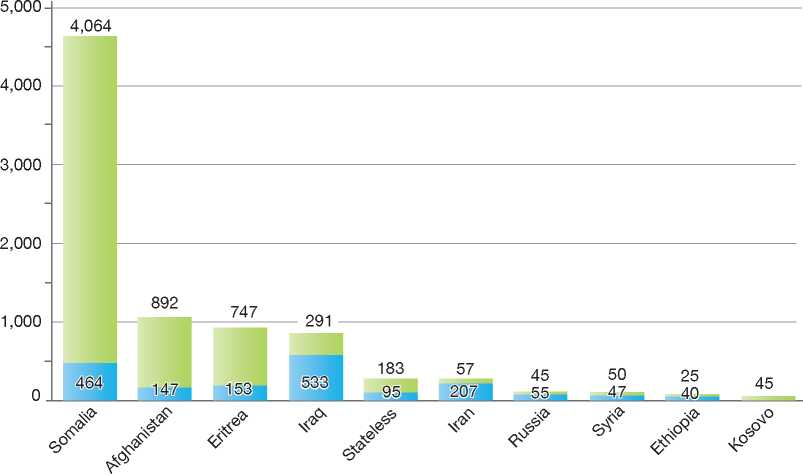 5,000
4,000
3,000
2,000
1,000
0
4,064
892
747
291
183
57
45
50
25
45
464
147
153
533
95
207
55
47
40
Somalia
Afghanistan
Eritrea
Iraq
Stateless
Iran
Russia
Syria
Ethiopia
Kosovo